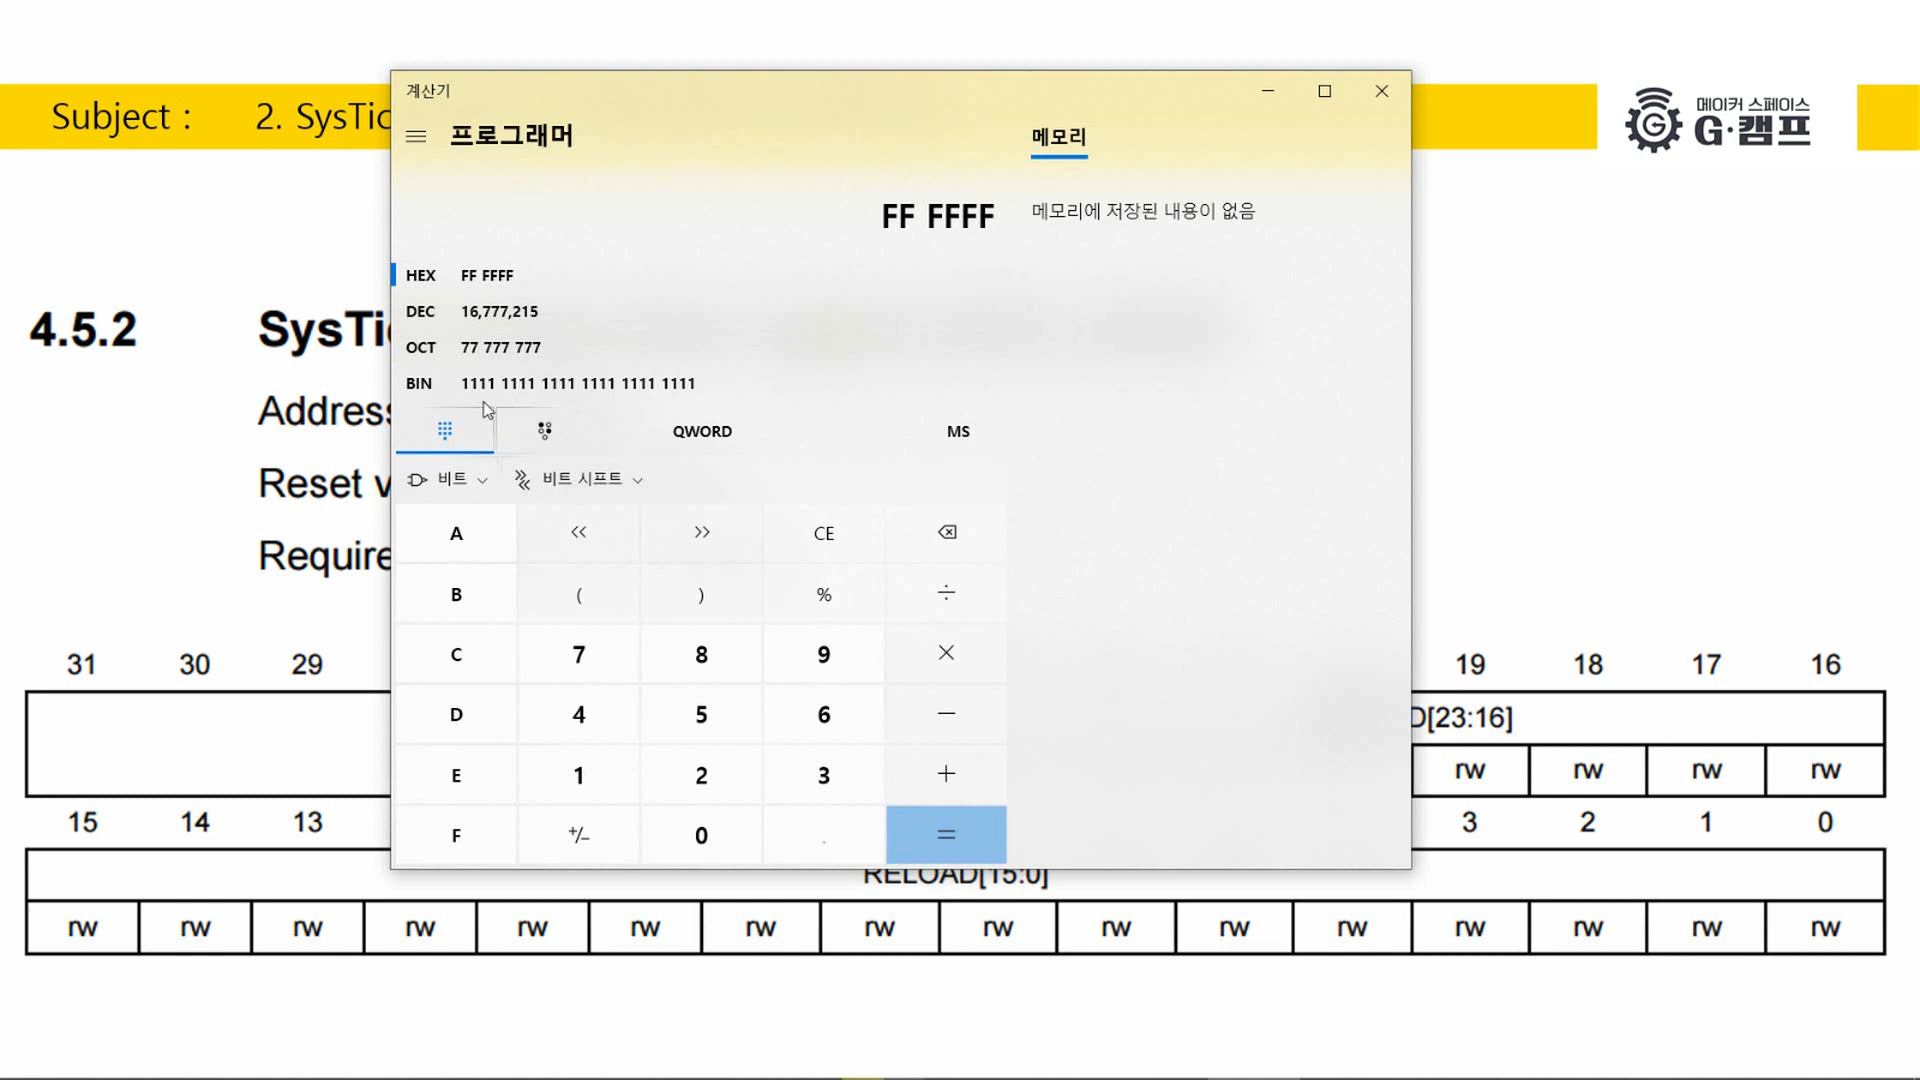 Subject : 2. SysTic
메이커 스페이스
G·캠프
계산기
프로그래머
메모리
FF FFFF
메모리에 저장된 내용이 없음
HEX FF FFFF
DEC 16,777,215
OCT 77 777 777
BIN 1111 1111 1111 1111 1111 1111
QWORD MS
비트 비트 시프트
A << >> CE
B ( ) % ÷
C 7 8 9 ×
D 4 5 6 −
E 1 2 3 +
F +/− 0 . =
4.5.2 SysTi
Address
Reset v
Require
31 30 29 19 18 17 16
D[23:16]
rw rw rw rw
15 14 13 3 2 1 0
RELOAD[15:0]
rw rw rw rw rw rw rw rw rw rw rw rw rw rw rw rw